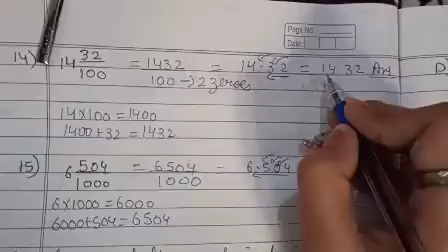 Page No.
Date
14) 14 32/100 = 1432/100 → 2 zeroes = 14.32 = 14 32 Ans
14×100 = 1400
1400+32 = 1432
15) 6 504/1000 = 6504/1000 = 6.504
6×1000 = 6000
6000+504 = 6504